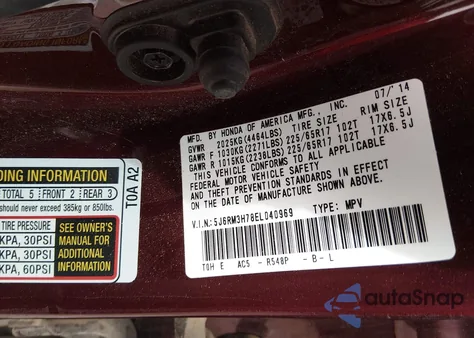 MFD. BY HONDA OF AMERICA MFG., INC. 07/'14
GVWR 2025KG(4464LBS) TIRE SIZE RIM SIZE
GAWR F 1030KG(2271LBS) 225/65R17 102T 17X6.5J
GAWR R 1015KG(2236LBS) 225/65R17 102T 17X6.5J
THIS VEHICLE CONFORMS TO ALL APPLICABLE
FEDERAL MOTOR VEHICLE SAFETY, BUMPER,
AND THEFT PREVENTION STANDARDS IN EFFECT
ON THE DATE OF MANUFACTURE SHOWN ABOVE.
V.I.N.: 5J6RM3H78EL040969 TYPE: MPV
T0H E AC5 - R548P - B - L
T0A A2
DING INFORMATION
TOTAL 5 FRONT 2 REAR 3
should never exceed 385kg or 850lbs.
TIRE PRESSURE
KPA, 30PSI
KPA, 30PSI
KPA, 60PSI
SEE OWNER'S
MANUAL FOR
ADDITIONAL
INFORMATION
autoSnap